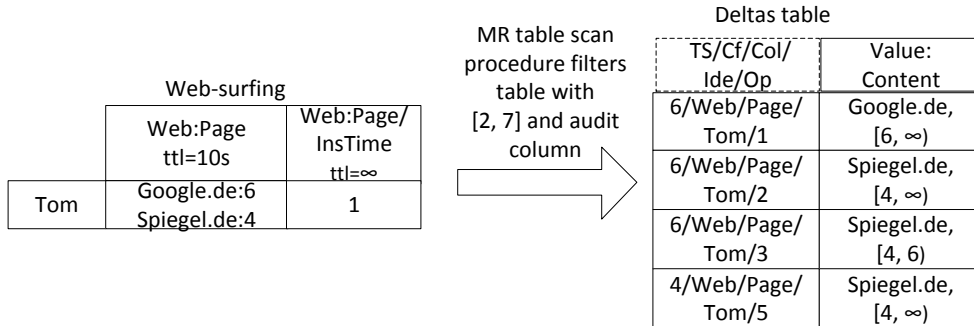 Web-surfing
Web:Page
ttl=10s
Web:Page/
InsTime
ttl=∞
Tom
Google.de:6
Spiegel.de:4
1
MR table scan
procedure filters
table with
[2, 7] and audit
column
Deltas table
TS/Cf/Col/
Ide/Op
Value:
Content
6/Web/Page/
Tom/1
Google.de,
[6, ∞)
6/Web/Page/
Tom/2
Spiegel.de,
[4, ∞)
6/Web/Page/
Tom/3
Spiegel.de,
[4, 6)
4/Web/Page/
Tom/5
Spiegel.de,
[4, ∞)